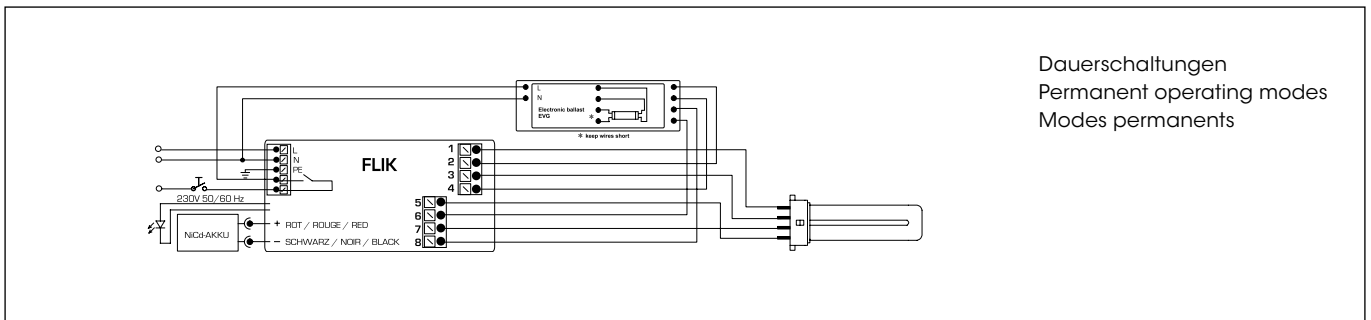 Dauerschaltungen
Permanent operating modes
Modes permanents
L
N
Electronic ballast
EVG
*
* keep wires short
FLIK
L
N
PE
1
2
3
4
5
6
7
8
T
230V 50/60 Hz
NiCd-AKKU
+ ROT / ROUGE / RED
− SCHWARZ / NOIR / BLACK